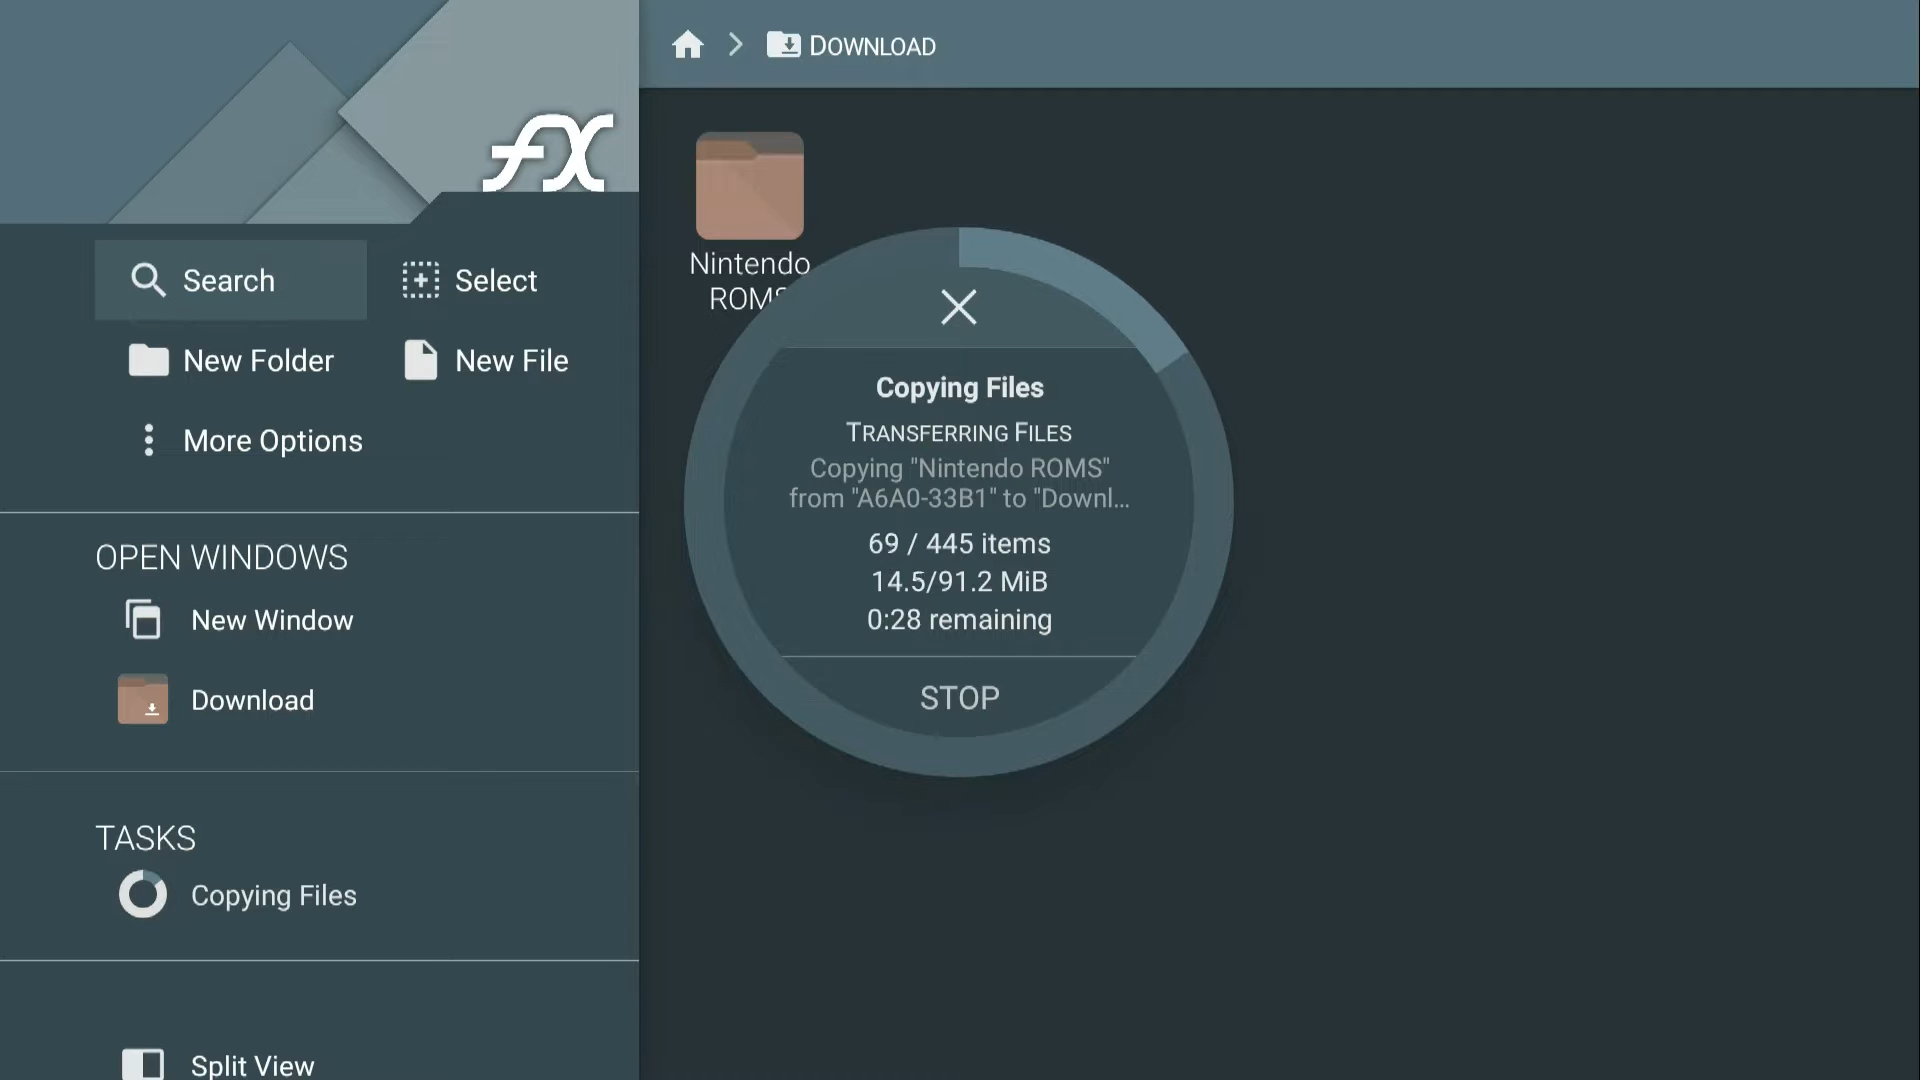 fX
DOWNLOAD
Search
Select
New Folder
New File
More Options
OPEN WINDOWS
New Window
Download
TASKS
Copying Files
Split View
Nintendo
ROMS
Copying Files
TRANSFERRING FILES
Copying "Nintendo ROMS"
from "A6A0-33B1" to "Downl...
69 / 445 items
14.5/91.2 MiB
0:28 remaining
STOP